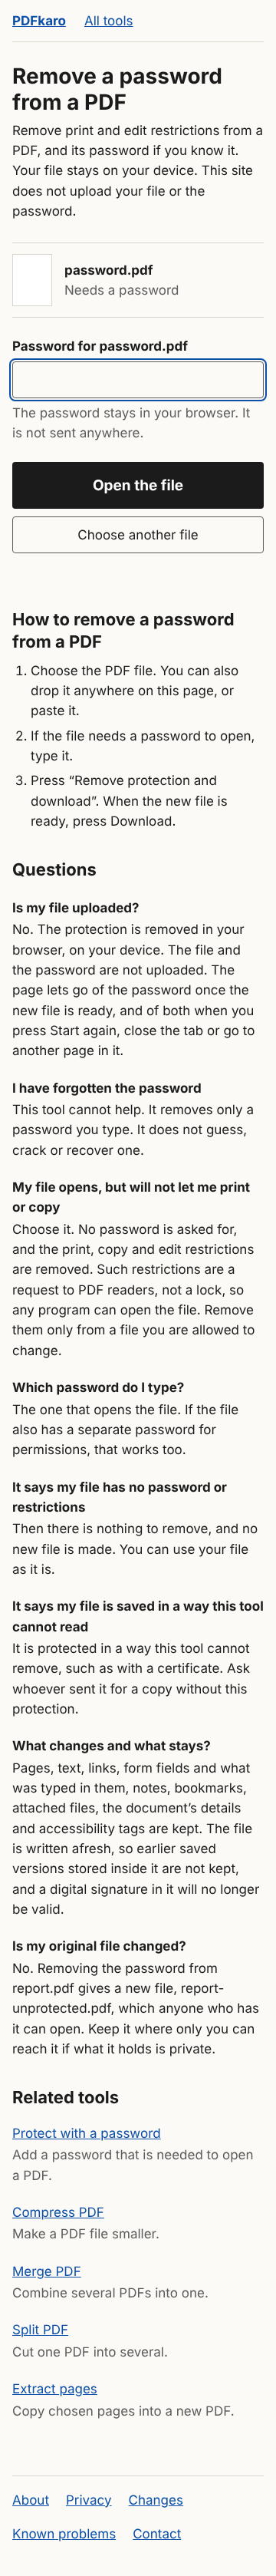 PDFkaro All tools
Remove a password
from a PDF
Remove print and edit restrictions from a
PDF, and its password if you know it.
Your file stays on your device. This site
does not upload your file or the
password.
password.pdf
Needs a password
Password for password.pdf
The password stays in your browser. It
is not sent anywhere.
Open the file
Choose another file
How to remove a password
from a PDF
1. Choose the PDF file. You can also
drop it anywhere on this page, or
paste it.
2. If the file needs a password to open,
type it.
3. Press “Remove protection and
download”. When the new file is
ready, press Download.
Questions
Is my file uploaded?
No. The protection is removed in your
browser, on your device. The file and
the password are not uploaded. The
page lets go of the password once the
new file is ready, and of both when you
press Start again, close the tab or go to
another page in it.
I have forgotten the password
This tool cannot help. It removes only a
password you type. It does not guess,
crack or recover one.
My file opens, but will not let me print
or copy
Choose it. No password is asked for,
and the print, copy and edit restrictions
are removed. Such restrictions are a
request to PDF readers, not a lock, so
any program can open the file. Remove
them only from a file you are allowed to
change.
Which password do I type?
The one that opens the file. If the file
also has a separate password for
permissions, that works too.
It says my file has no password or
restrictions
Then there is nothing to remove, and no
new file is made. You can use your file
as it is.
It says my file is saved in a way this tool
cannot read
It is protected in a way this tool cannot
remove, such as with a certificate. Ask
whoever sent it for a copy without this
protection.
What changes and what stays?
Pages, text, links, form fields and what
was typed in them, notes, bookmarks,
attached files, the document’s details
and accessibility tags are kept. The file
is written afresh, so earlier saved
versions stored inside it are not kept,
and a digital signature in it will no longer
be valid.
Is my original file changed?
No. Removing the password from
report.pdf gives a new file, report-
unprotected.pdf, which anyone who has
it can open. Keep it where only you can
reach it if what it holds is private.
Related tools
Protect with a password
Add a password that is needed to open
a PDF.
Compress PDF
Make a PDF file smaller.
Merge PDF
Combine several PDFs into one.
Split PDF
Cut one PDF into several.
Extract pages
Copy chosen pages into a new PDF.
About Privacy Changes
Known problems Contact